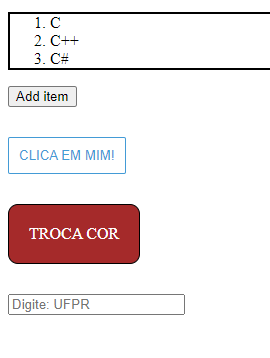 1. C
2. C++
3. C#
Add item
CLICA EM MIM!
TROCA COR
Digite: UFPR